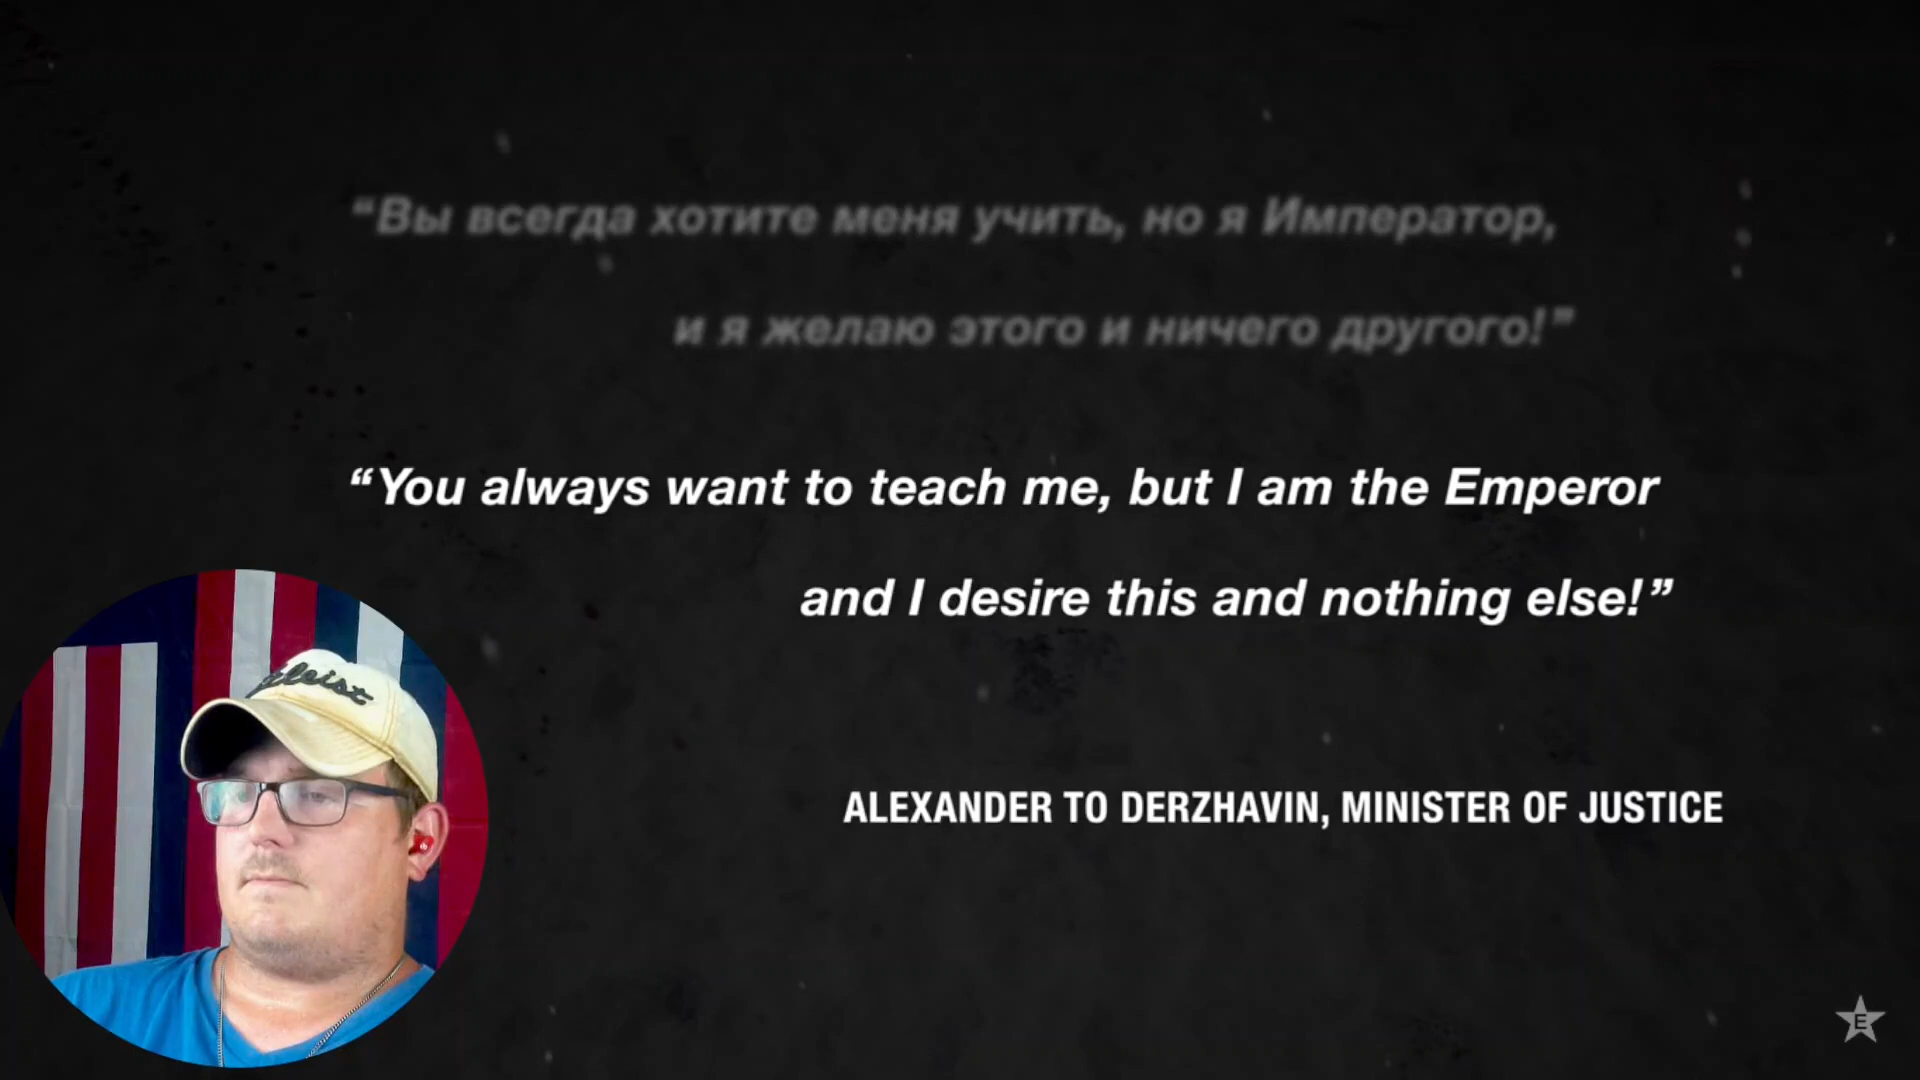 “Вы всегда хотите меня учить, но я Император,
и я желаю этого и ничего другого!”
“You always want to teach me, but I am the Emperor
and I desire this and nothing else!”
ALEXANDER TO DERZHAVIN, MINISTER OF JUSTICE
E